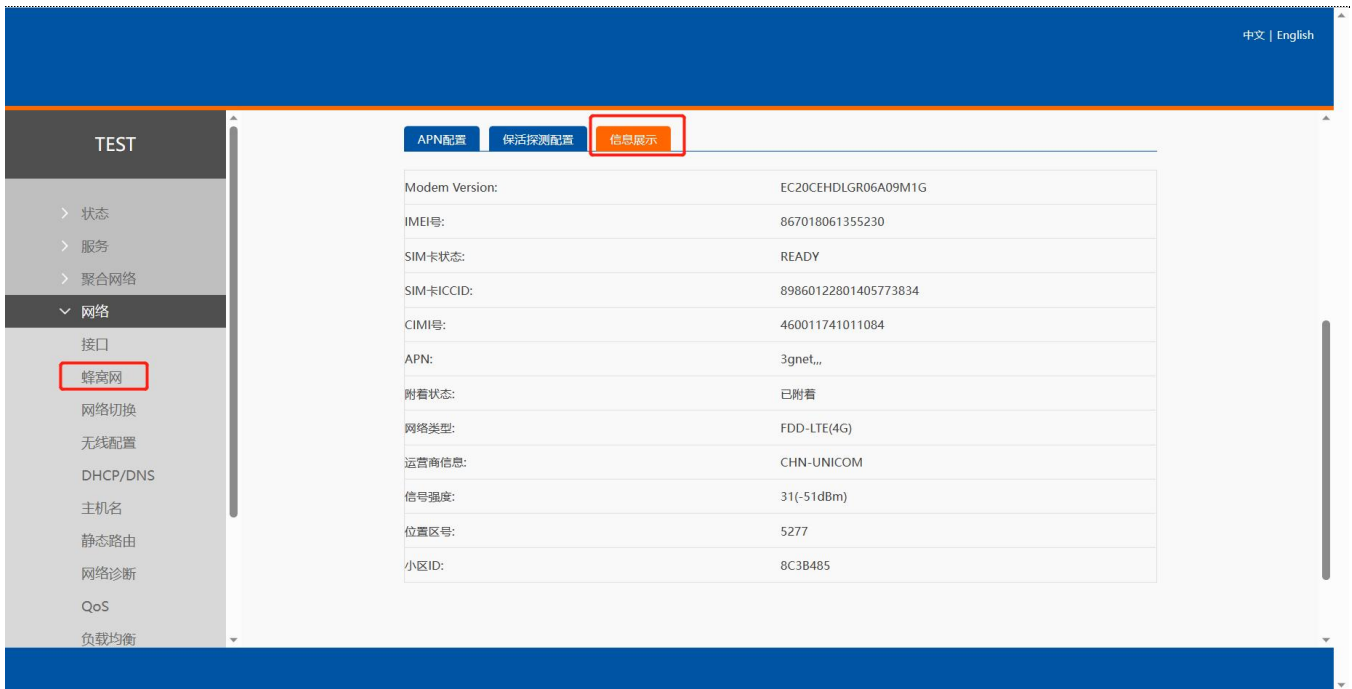 中文 | English
TEST
状态
服务
聚合网络
网络
接口
蜂窝网
网络切换
无线配置
DHCP/DNS
主机名
静态路由
网络诊断
QoS
负载均衡
APN配置 保活探测配置 信息展示
Modem Version: EC20CEHDLGR06A09M1G
IMEI号: 867018061355230
SIM卡状态: READY
SIM卡ICCID: 89860122801405773834
CIMI号: 460011741011084
APN: 3gnet,,,
附着状态: 已附着
网络类型: FDD-LTE(4G)
运营商信息: CHN-UNICOM
信号强度: 31(-51dBm)
位置区号: 5277
小区ID: 8C3B485